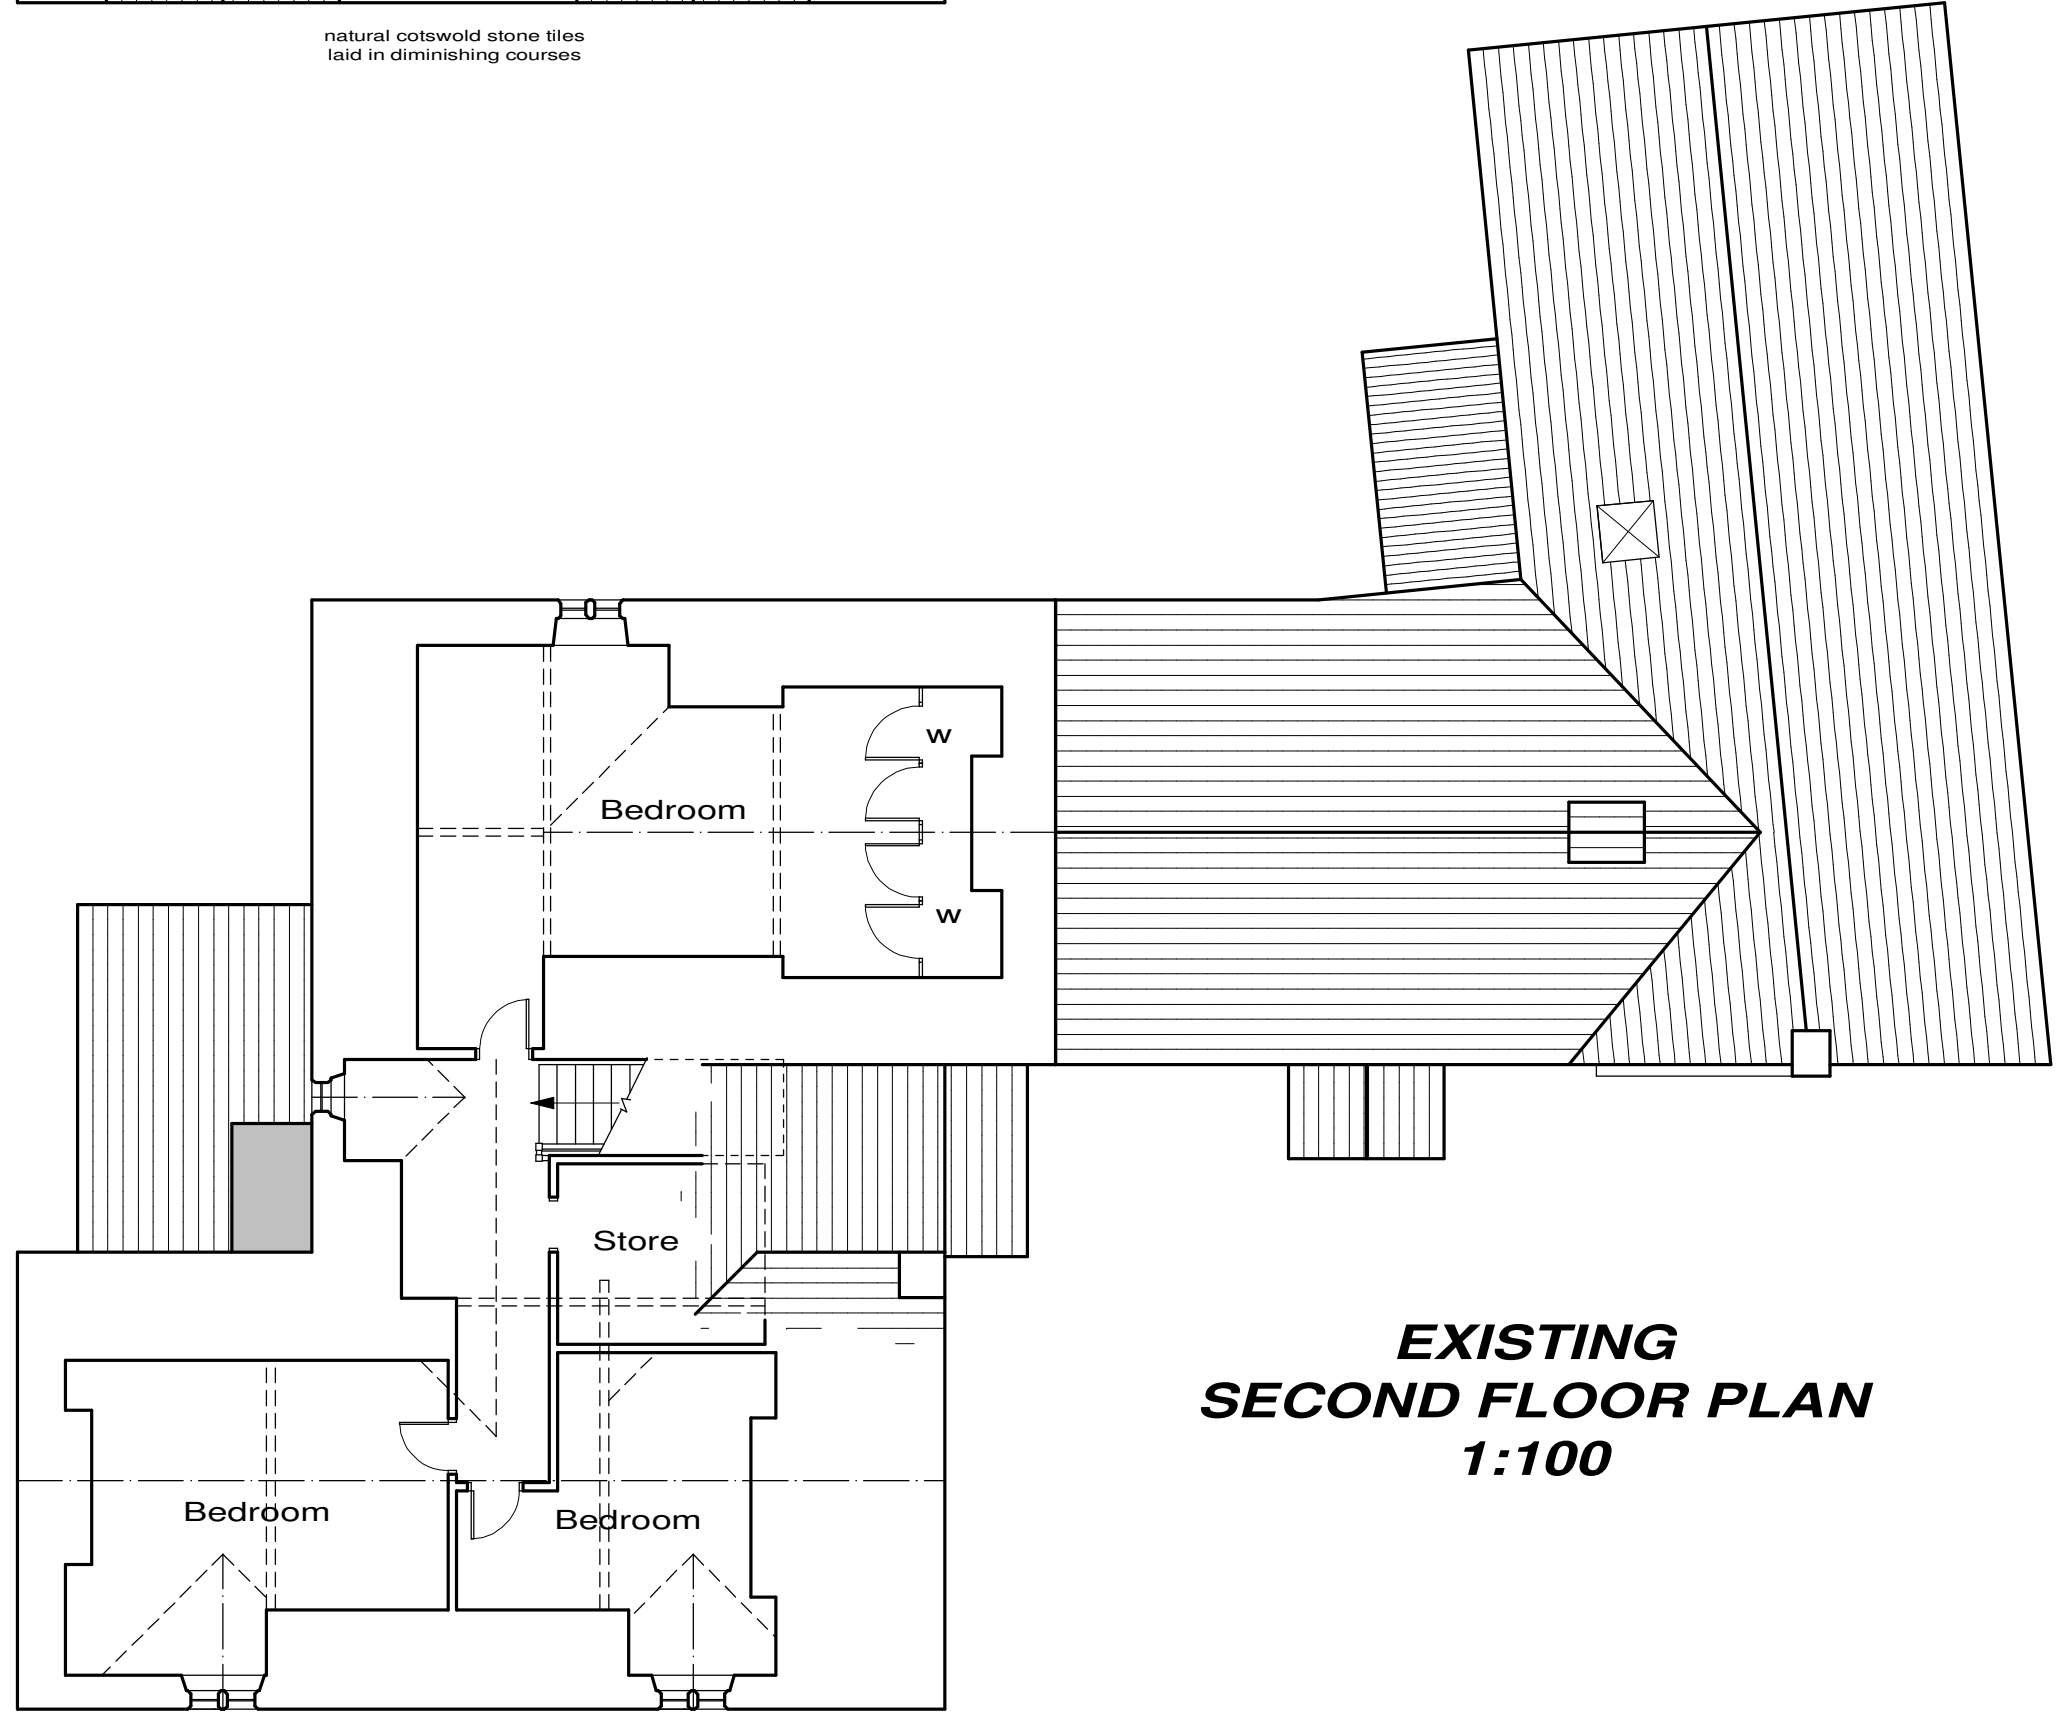 natural cotswold stone tiles
laid in diminishing courses
w
Bedroom
w
Store
Bedroom
Bedroom
EXISTING
SECOND FLOOR PLAN
1:100